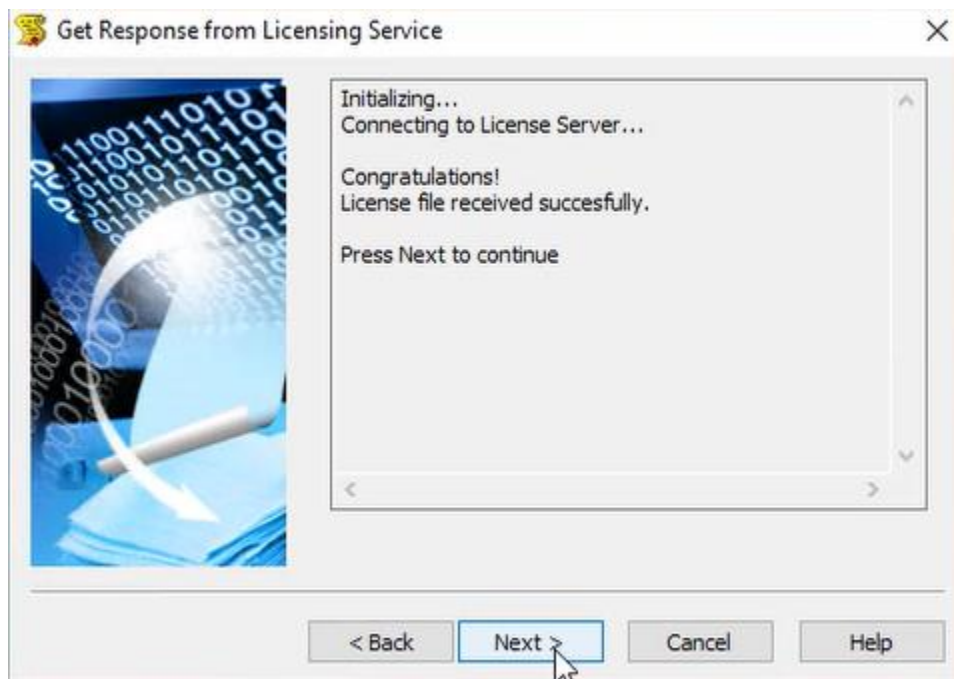 Get Response from Licensing Service
Initializing...
Connecting to License Server...
Congratulations!
License file received succesfully.
Press Next to continue
< Back
Next >
Cancel
Help